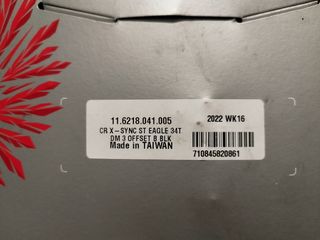 11.6218.041.005
2022 WK16
CR X-SYNC ST EAGLE 34T
DM 3 OFFSET B BLK
Made in TAIWAN
710845820861